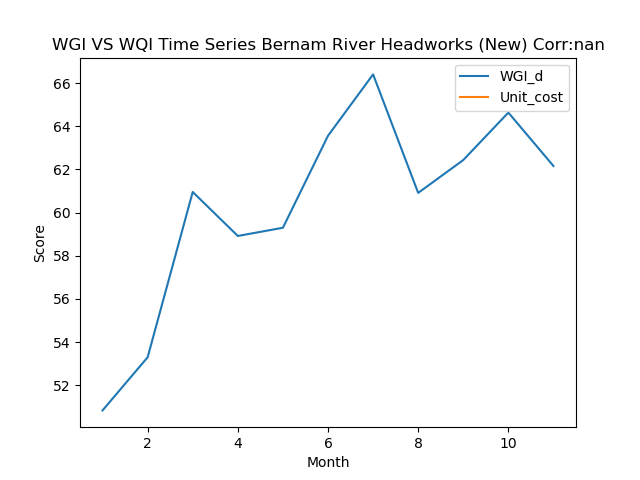 WGI VS WQI Time Series Bernam River Headworks (New) Corr:nan
WGI_d
Unit_cost
66
64
62
60
58
56
54
52
Score
2 4 6 8 10
Month